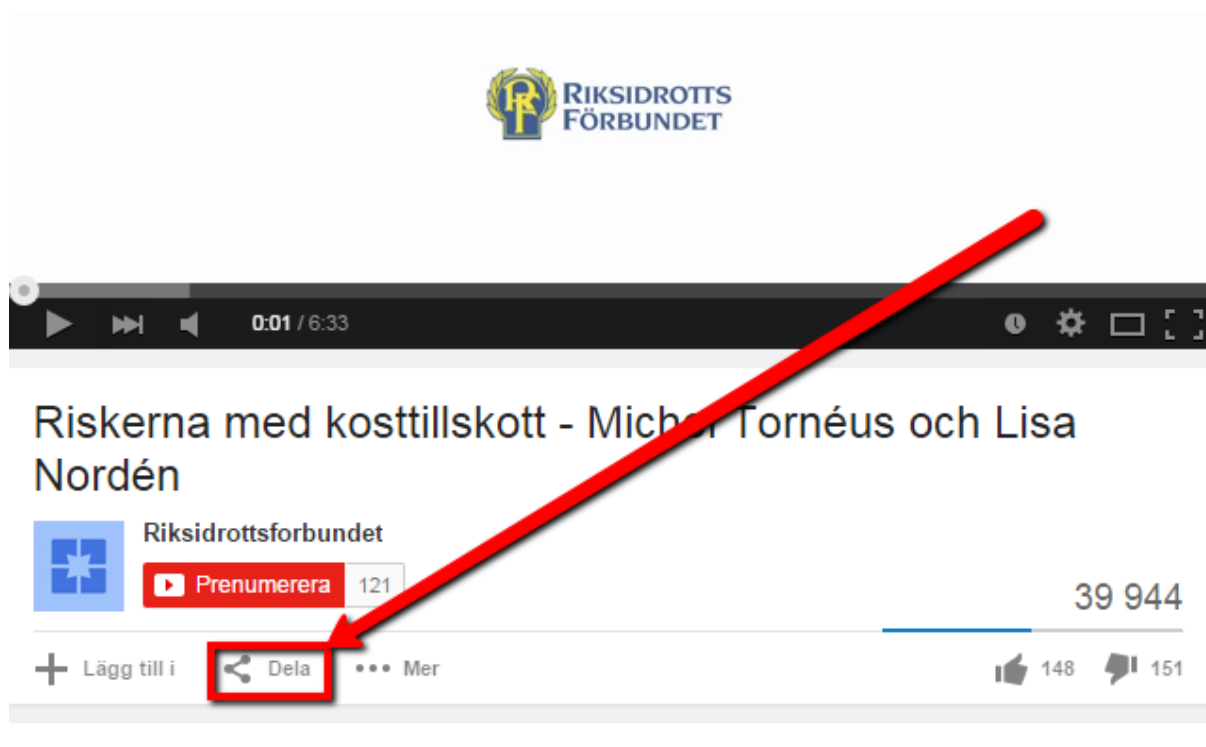 RIKSIDROTTS
FÖRBUNDET
0:01 / 6:33
Riskerna med kosttillskott - Michel Tornéus och Lisa
Nordén
Riksidrottsforbundet
Prenumerera 121
39 944
Lägg till i Dela Mer 148 151